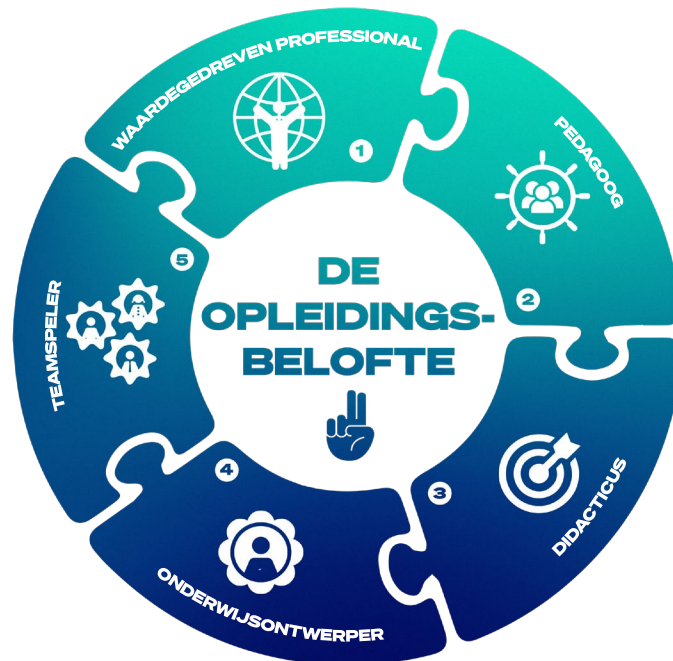 DE
OPLEIDINGS-
BELOFTE
WAARDEGEDREVEN PROFESSIONAL
1
PEDAGOOG
2
DIDACTICUS
3
ONDERWIJSONTWERPER
4
TEAMSPELER
5